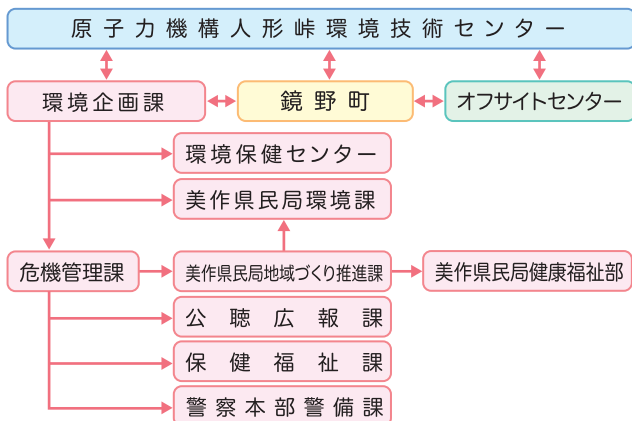 原子力機構人形峠環境技術センター
環境企画課
鏡野町
オフサイトセンター
環境保健センター
美作県民局環境課
危機管理課
美作県民局地域づくり推進課
美作県民局健康福祉部
公聴広報課
保健福祉課
警察本部警備課